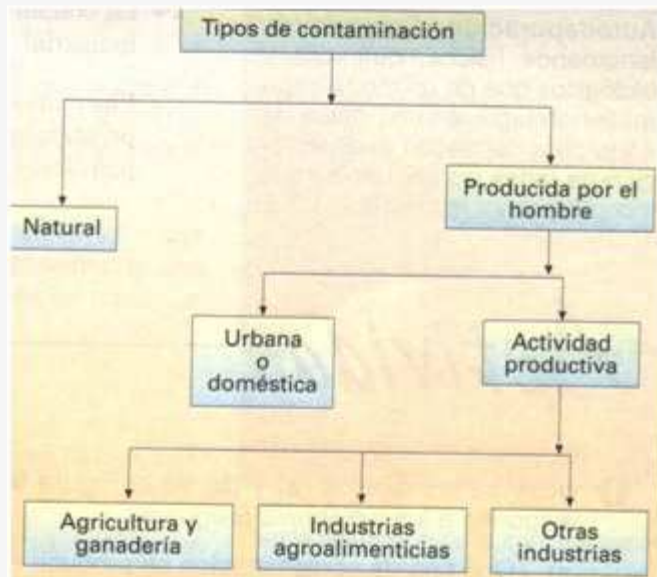 Tipos de contaminación
Natural
Producida por el
hombre
Urbana
o
doméstica
Actividad
productiva
Agricultura y
ganadería
Industrias
agroalimenticias
Otras
industrias